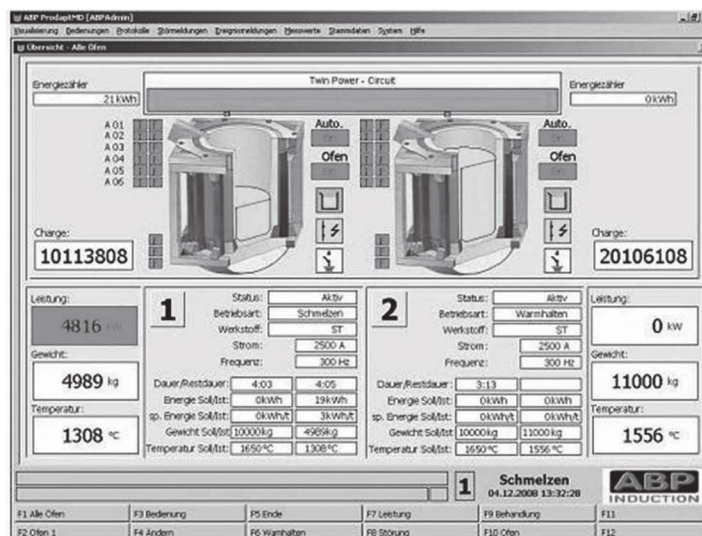 ABP ProdaptMD [ABPAdmin]
Visualisierung Bedienungen Protokolle Störmeldungen Ereignismeldungen Messwerte Stammdaten System Hilfe
Übersicht - Alle Öfen
Twin Power - Circuit
Energiezähler
21 kWh
Energiezähler
0 kWh
A 01
A 02
A 03
A 04
A 05
A 06
Auto.
Ein
Ofen
Ein
Auto.
Ein
Ofen
Ein
Charge:
10113808
Charge:
20106108
Leistung:
4816 kW
Gewicht:
4989 kg
Temperatur:
1308 °C
1
Status: Aktiv
Betriebsart: Schmelzen
Werkstoff: ST
Strom: 2500 A
Frequenz: 300 Hz
Dauer/Restdauer: 4:03 4:05
Energie Soll/Ist: 0kWh 19kWh
sp. Energie Soll/Ist: 0kWh/t 3kWh/t
Gewicht Soll/Ist 10000kg 4989kg
Temperatur Soll/Ist: 1650 °C 1308 °C
2
Status: Aktiv
Betriebsart: Warmhalten
Werkstoff: ST
Strom: 2500 A
Frequenz: 300 Hz
Dauer/Restdauer: 3:13
Energie Soll/Ist: 0kWh 0kWh
sp. Energie Soll/Ist: 0kWh/t 0kWh/t
Gewicht Soll/Ist 10000kg 11000kg
Temperatur Soll/Ist: 1650 °C 1556 °C
Leistung:
0 kW
Gewicht:
11000 kg
Temperatur:
1556 °C
1
Schmelzen
04.12.2008 13:32:28
ABP
INDUCTION
F1 Alle Öfen F3 Bedienung F5 Ende F7 Leistung F9 Behandlung F11
F2 Ofen 1 F4 Ändern F6 Warmhalten F8 Störung F10 Ofen F12